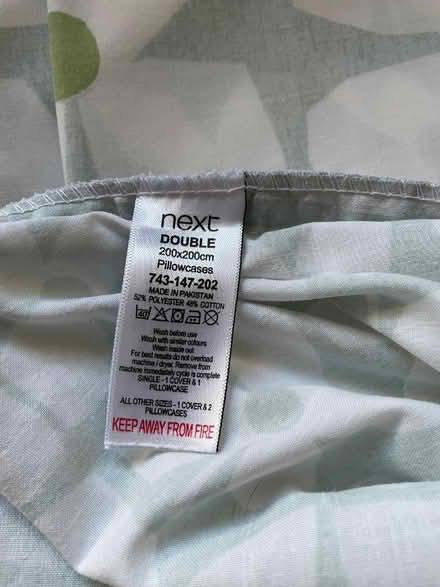 next
DOUBLE
200x200cm
Pillowcases
743-147-202
MADE IN PAKISTAN
52% POLYESTER 48% COTTON
40
Wash before use
Wash with similar colours
Wash inside out
For best results do not overload
machine / dryer. Remove from
machine immediately cycle is complete
SINGLE - 1 COVER & 1
PILLOWCASE
ALL OTHER SIZES - 1 COVER & 2
PILLOWCASES
KEEP AWAY FROM FIRE